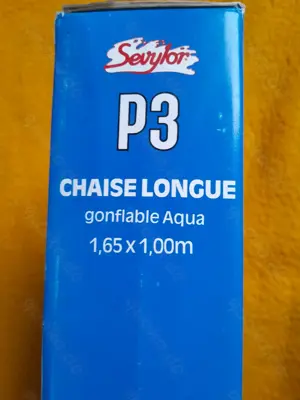 Sevylor
P3
CHAISE LONGUE
gonflable Aqua
1,65 x 1,00m